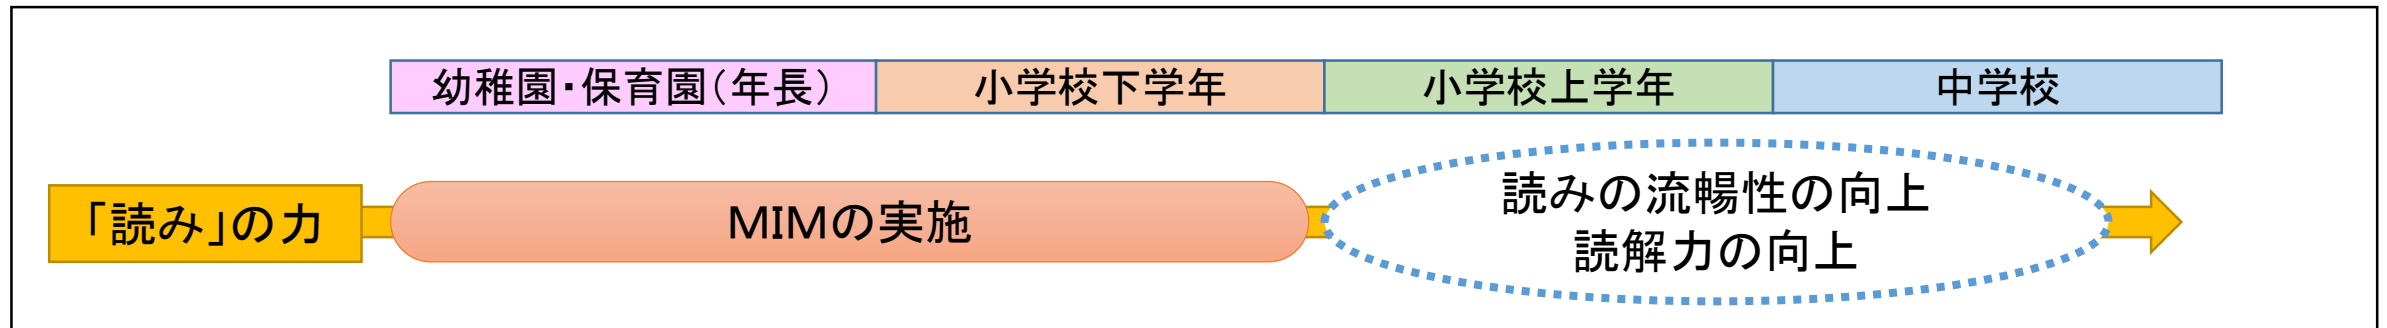 幼稚園・保育園(年長) 小学校下学年 小学校上学年 中学校
「読み」の力
MIMの実施
読みの流暢性の向上
読解力の向上